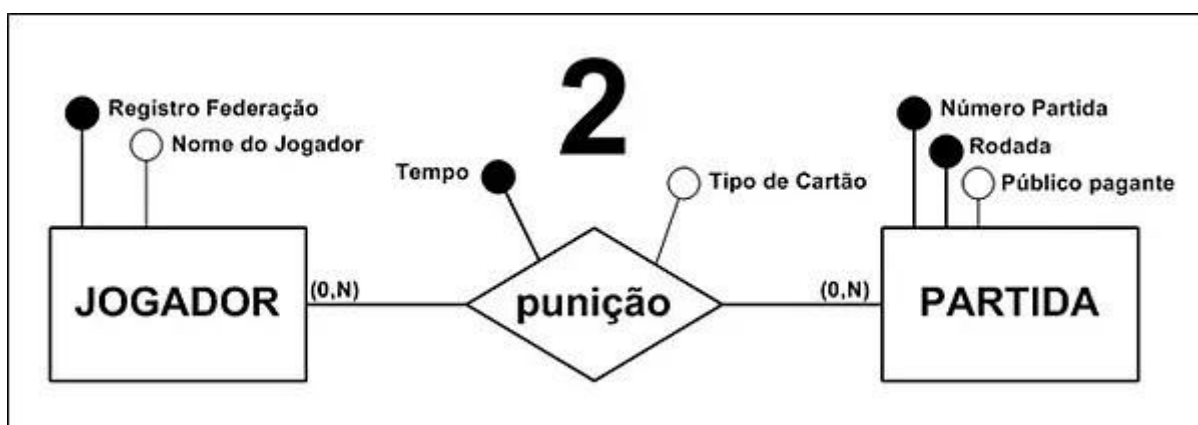 2
Registro Federação
Nome do Jogador
Tempo
Tipo de Cartão
Número Partida
Rodada
Público pagante
JOGADOR
(0,N)
punição
(0,N)
PARTIDA